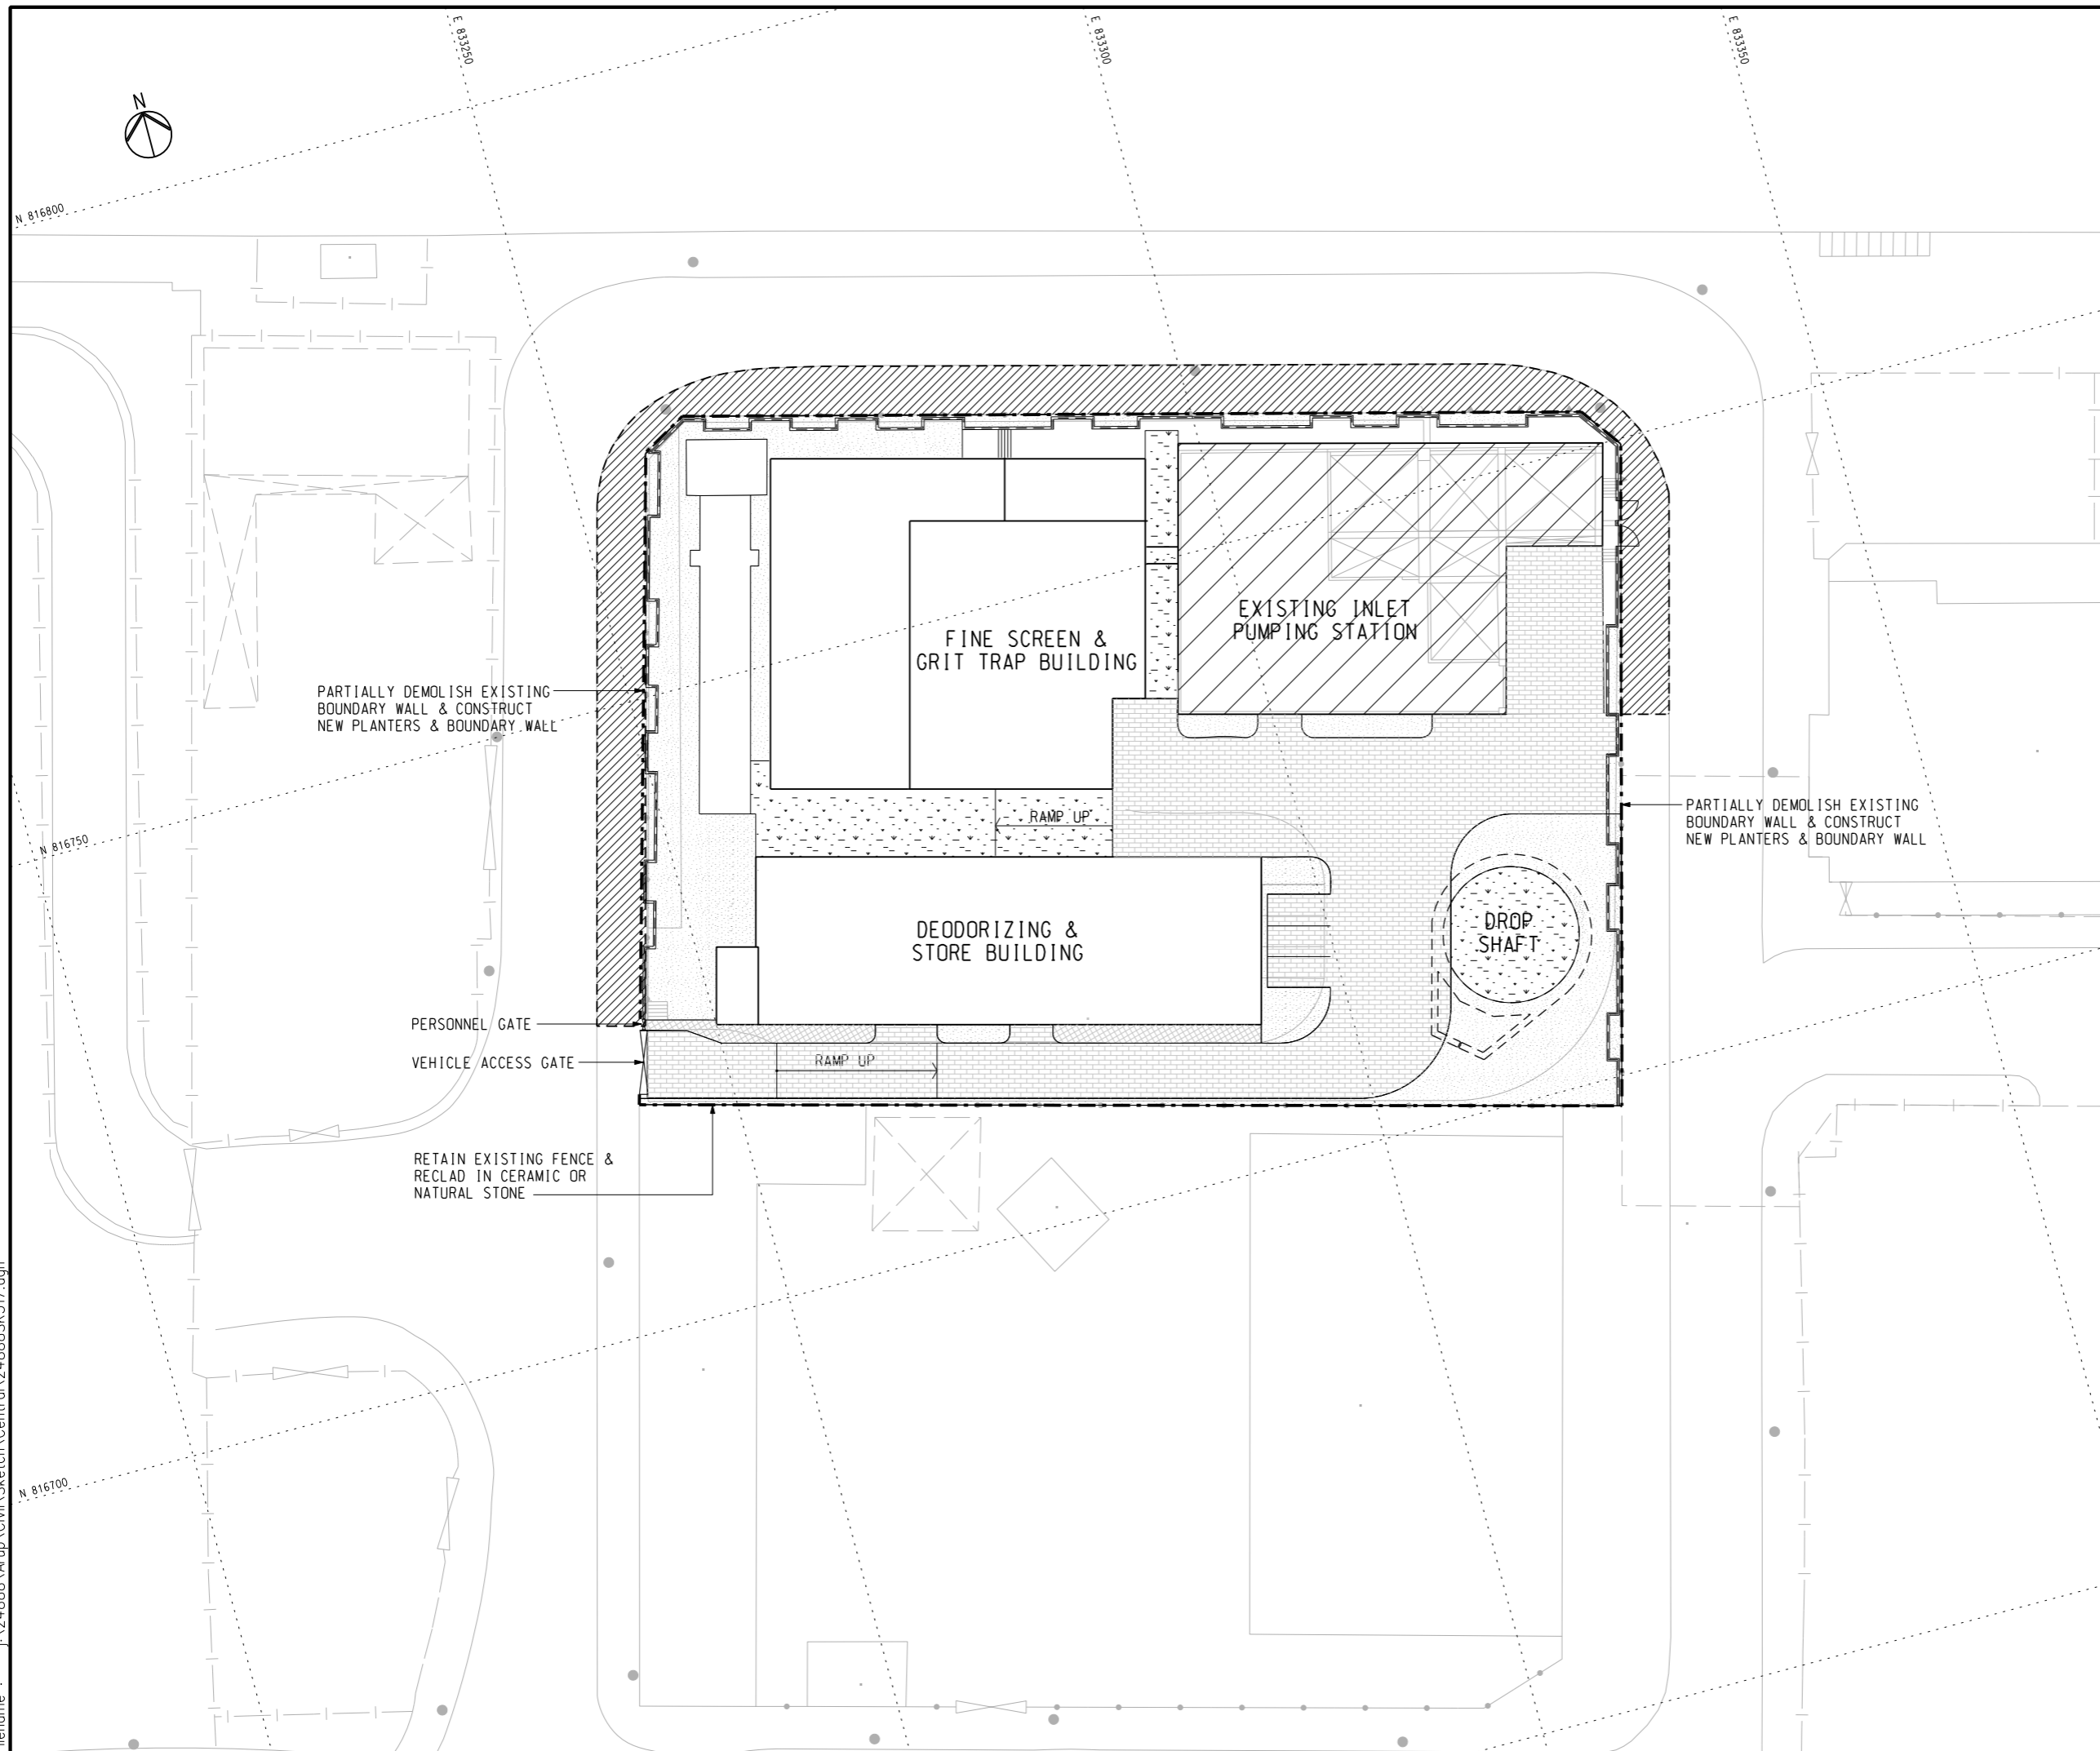 E 833250
E 833300
E 833350
N
N 816800
EXISTING INLET
PUMPING STATION
FINE SCREEN &
GRIT TRAP BUILDING
PARTIALLY DEMOLISH EXISTING
BOUNDARY WALL & CONSTRUCT
NEW PLANTERS & BOUNDARY WALL
N 816750
RAMP UP
PARTIALLY DEMOLISH EXISTING
BOUNDARY WALL & CONSTRUCT
NEW PLANTERS & BOUNDARY WALL
DEODORIZING &
STORE BUILDING
DROP
SHAFT
PERSONNEL GATE
VEHICLE ACCESS GATE
RAMP UP
RETAIN EXISTING FENCE &
RECLAD IN CERAMIC OR
NATURAL STONE
N 816700